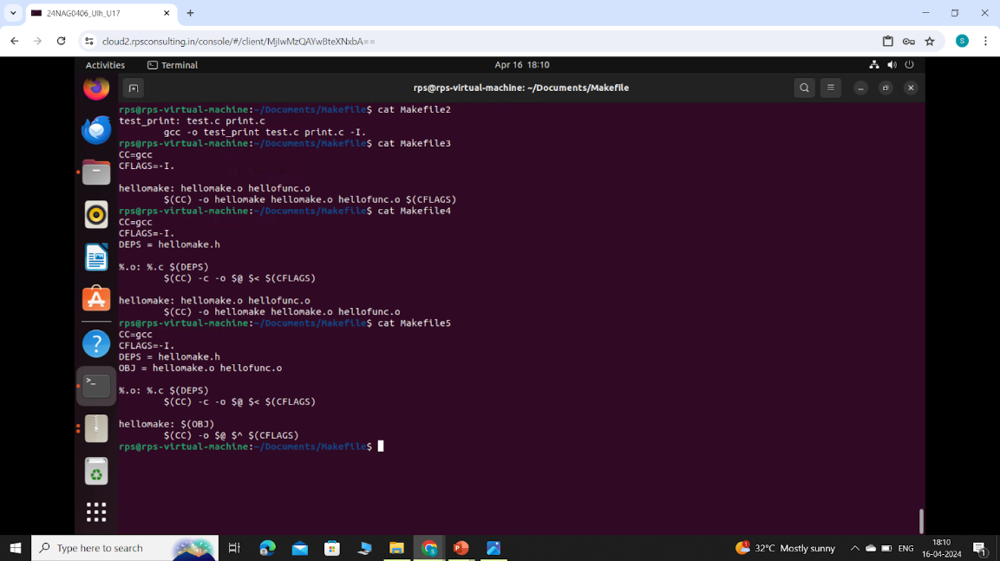 24NAG0406_Ulh_U17
cloud2.rpsconsulting.in/console/#/client/MjIwMzQAYwBteXNxbA==
S
Activities
Terminal
Apr 16 18:10
rps@rps-virtual-machine: ~/Documents/Makefile
rps@rps-virtual-machine:~/Documents/Makefile$ cat Makefile2
test_print: test.c print.c
        gcc -o test_print test.c print.c -I.
rps@rps-virtual-machine:~/Documents/Makefile$ cat Makefile3
CC=gcc
CFLAGS=-I.
hellomake: hellomake.o hellofunc.o
        $(CC) -o hellomake hellomake.o hellofunc.o $(CFLAGS)
rps@rps-virtual-machine:~/Documents/Makefile$ cat Makefile4
CC=gcc
CFLAGS=-I.
DEPS = hellomake.h
%.o: %.c $(DEPS)
        $(CC) -c -o $@ $< $(CFLAGS)
hellomake: hellomake.o hellofunc.o
        $(CC) -o hellomake hellomake.o hellofunc.o
rps@rps-virtual-machine:~/Documents/Makefile$ cat Makefile5
CC=gcc
CFLAGS=-I.
DEPS = hellomake.h
OBJ = hellomake.o hellofunc.o
%.o: %.c $(DEPS)
        $(CC) -c -o $@ $< $(CFLAGS)
hellomake: $(OBJ)
        $(CC) -o $@ $^ $(CFLAGS)
rps@rps-virtual-machine:~/Documents/Makefile$
Type here to search
32°C Mostly sunny
ENG
18:10
16-04-2024
1